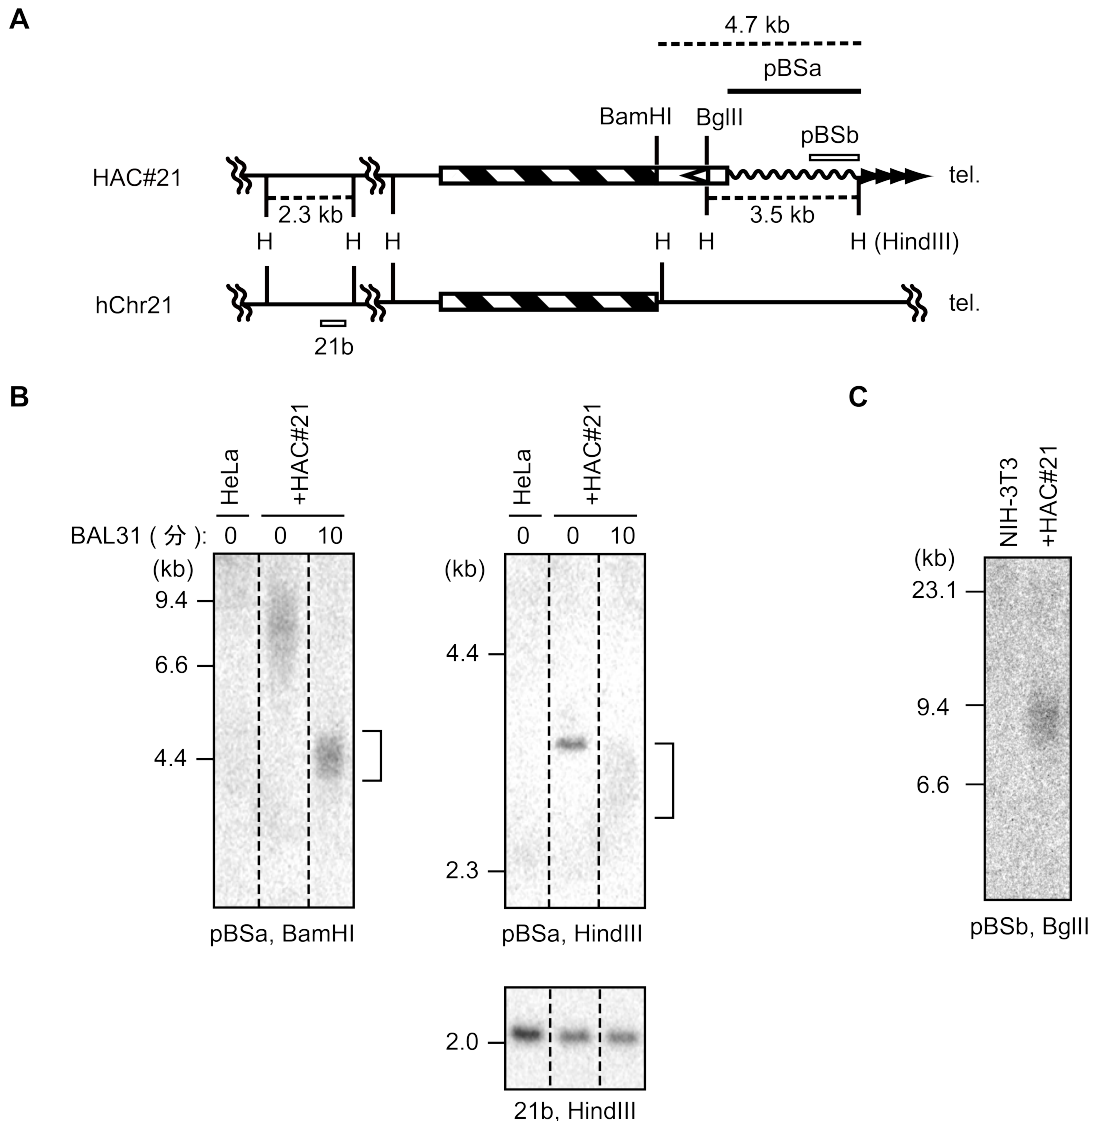 A
4.7 kb
pBSa
BamHI BglII
pBSb
HAC#21 tel.
2.3 kb 3.5 kb
H H H H H H (HindIII)
hChr21 tel.
21b
B
HeLa +HAC#21
BAL31 ( 分 ): 0 0 10
(kb)
9.4
6.6
4.4
pBSa, BamHI
HeLa +HAC#21
0 0 10
(kb)
4.4
2.3
pBSa, HindIII
2.0
21b, HindIII
C
NIH-3T3 +HAC#21
(kb)
23.1
9.4
6.6
pBSb, BglII